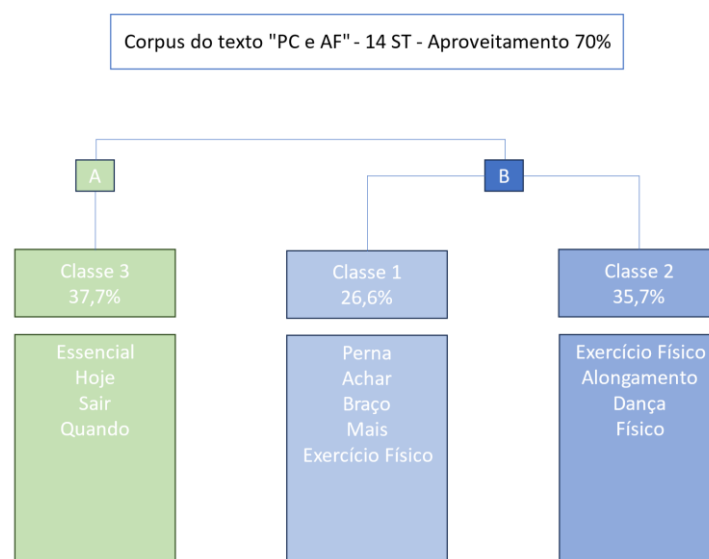 Corpus do texto "PC e AF" - 14 ST - Aproveitamento 70%
A
B
Classe 3
37,7%
Classe 1
26,6%
Classe 2
35,7%
Essencial
Hoje
Sair
Quando
Perna
Achar
Braço
Mais
Exercício Físico
Exercício Físico
Alongamento
Dança
Físico